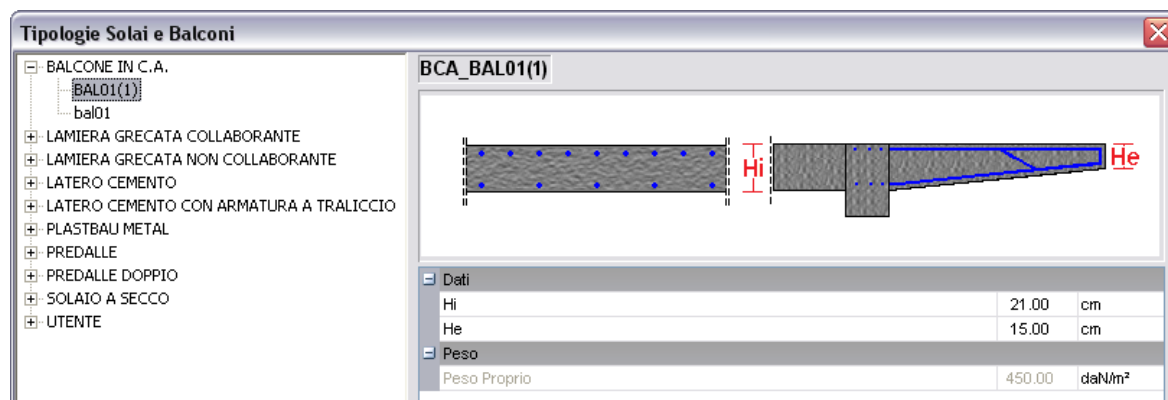 Tipologie Solai e Balconi
BALCONE IN C.A.
BAL01(1)
bal01
LAMIERA GRECATA COLLABORANTE
LAMIERA GRECATA NON COLLABORANTE
LATERO CEMENTO
LATERO CEMENTO CON ARMATURA A TRALICCIO
PLASTBAU METAL
PREDALLE
PREDALLE DOPPIO
SOLAIO A SECCO
UTENTE
BCA_BAL01(1)
Hi
He
Dati
Hi 21.00 cm
He 15.00 cm
Peso
Peso Proprio 450.00 daN/m²